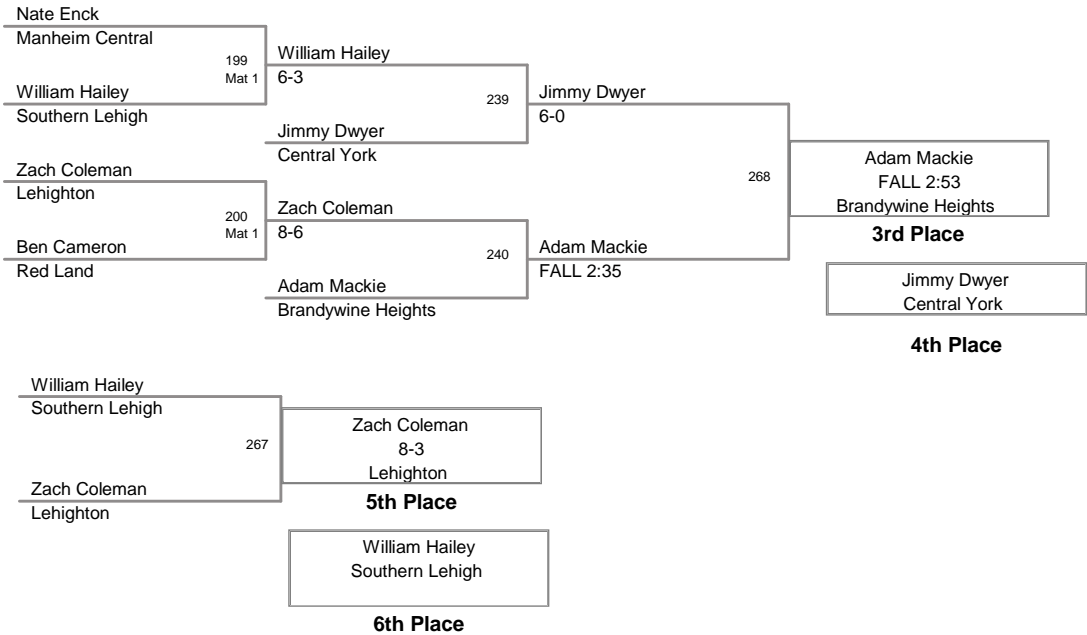 Nate Enck
Manheim Central
199
Mat 1
William Hailey
6-3
William Hailey
Southern Lehigh
239
Jimmy Dwyer
6-0
Jimmy Dwyer
Central York
Zach Coleman
Lehighton
268
Adam Mackie
FALL 2:53
Brandywine Heights
3rd Place
200
Mat 1
Zach Coleman
8-6
Ben Cameron
Red Land
240
Adam Mackie
FALL 2:35
Adam Mackie
Brandywine Heights
Jimmy Dwyer
Central York
4th Place
William Hailey
Southern Lehigh
267
Zach Coleman
8-3
Lehighton
5th Place
Zach Coleman
Lehighton
William Hailey
Southern Lehigh
6th Place